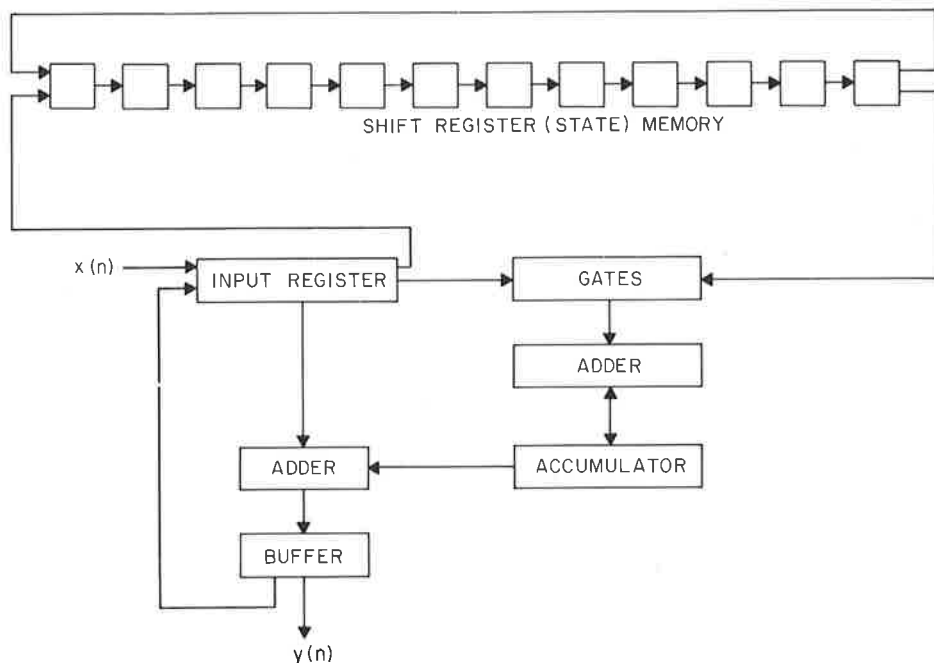 SHIFT REGISTER (STATE) MEMORY
x(n)
INPUT REGISTER
GATES
ADDER
ADDER
ACCUMULATOR
BUFFER
y(n)